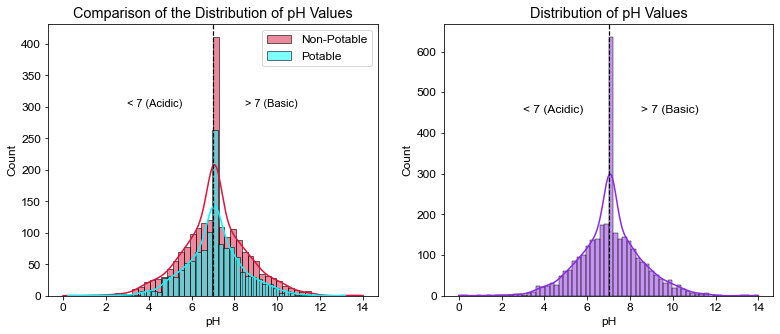 Comparison of the Distribution of pH Values
Count
400
350
300
250
200
150
100
50
0
< 7 (Acidic)
> 7 (Basic)
Non-Potable
Potable
0 2 4 6 8 10 12 14
pH
Distribution of pH Values
Count
600
500
400
300
200
100
0
< 7 (Acidic)
> 7 (Basic)
0 2 4 6 8 10 12 14
pH